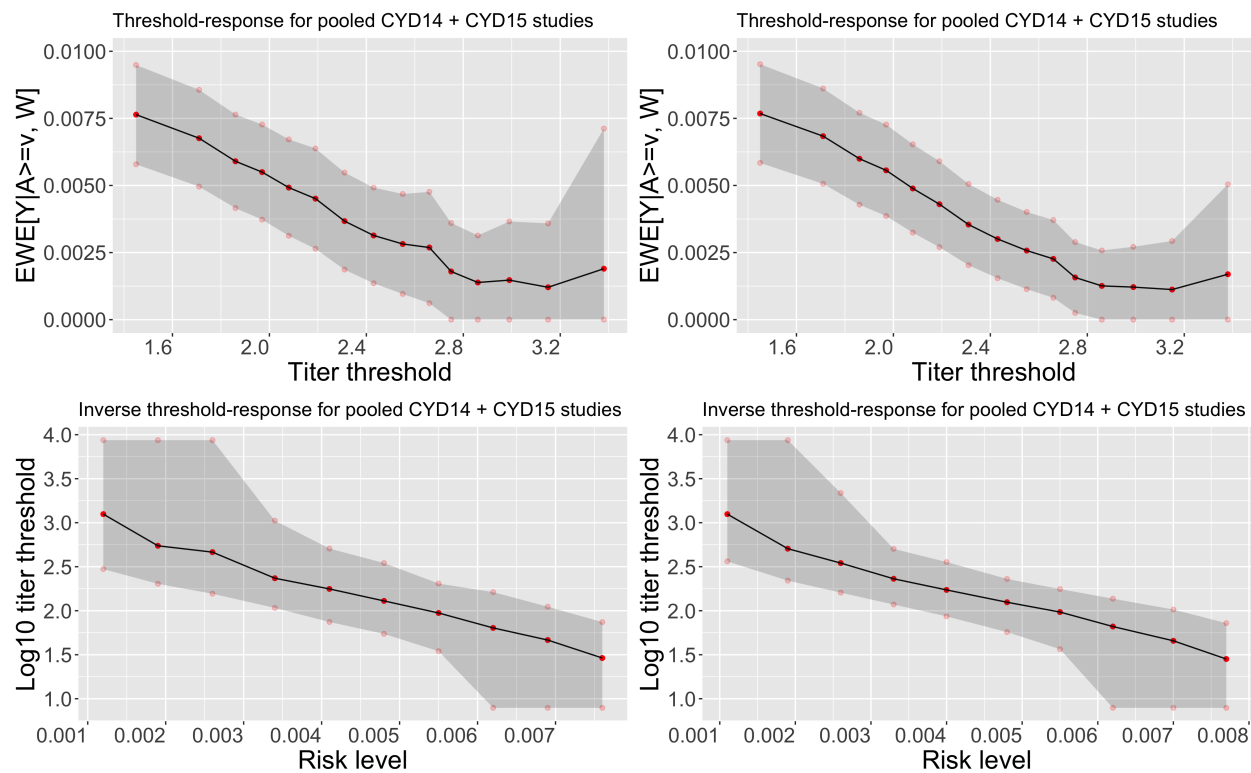 Threshold-response for pooled CYD14 + CYD15 studies
EWE[Y|A>=v, W]
0.0100
0.0075
0.0050
0.0025
0.0000
1.6 2.0 2.4 2.8 3.2
Titer threshold
Threshold-response for pooled CYD14 + CYD15 studies
EWE[Y|A>=v, W]
0.0100
0.0075
0.0050
0.0025
0.0000
1.6 2.0 2.4 2.8 3.2
Titer threshold
Inverse threshold-response for pooled CYD14 + CYD15 studies
Log10 titer threshold
4.0
3.5
3.0
2.5
2.0
1.5
1.0
0.001 0.002 0.003 0.004 0.005 0.006 0.007
Risk level
Inverse threshold-response for pooled CYD14 + CYD15 studies
Log10 titer threshold
4.0
3.5
3.0
2.5
2.0
1.5
1.0
0.001 0.002 0.003 0.004 0.005 0.006 0.007 0.008
Risk level